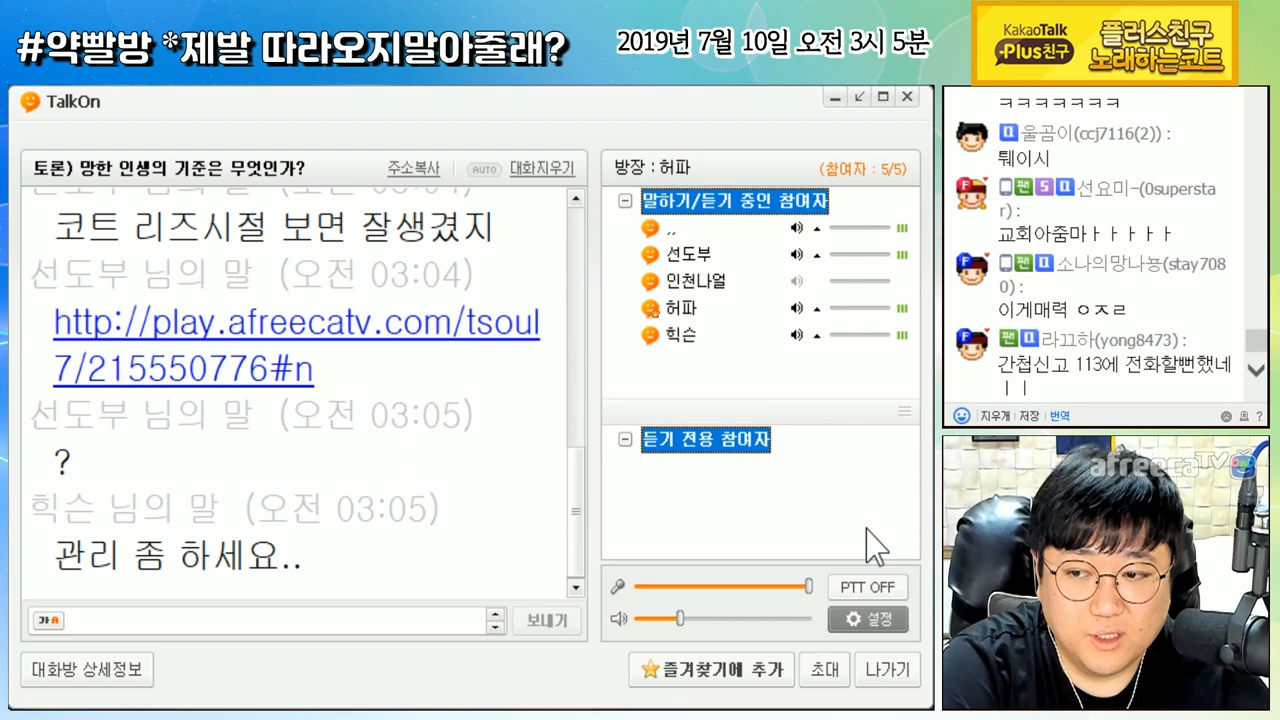 #약빨방 *제발 따라오지말아줄래?
2019년 7월 10일 오전 3시 5분
KakaoTalk
Plus친구
플러스친구
노래하는코트
TalkOn
토론) 망한 인생의 기준은 무엇인가?
주소복사
AUTO
대화지우기
코트 리즈시절 보면 잘생겼지
선도부 님의 말 (오전 03:04)
http://play.afreecatv.com/tsoul
7/215550776#n
선도부 님의 말 (오전 03:05)
?
힉슨 님의 말 (오전 03:05)
관리 좀 하세요..
가A
보내기
대화방 상세정보
방장 : 허파
(참여자 : 5/5)
말하기/듣기 중인 참여자
,,
선도부
인천나얼
허파
힉슨
듣기 전용 참여자
PTT OFF
설정
즐겨찾기에 추가
초대
나가기
ㅋㅋㅋㅋㅋㅋㅋ
울곰이(ccj7116(2)) :
퉤이시
팬 S 선요미-(0supersta
r) :
교회아줌마ㅏㅏㅏㅏㅏ
팬 소나의망나뇽(stay708
0) :
이게매력 ㅇㅈㄹ
팬 라끄하(yong8473) :
간첩신고 113에 전화할뻔했네
ㅣㅣ
지우개
저장
번역
?
afreecaTV